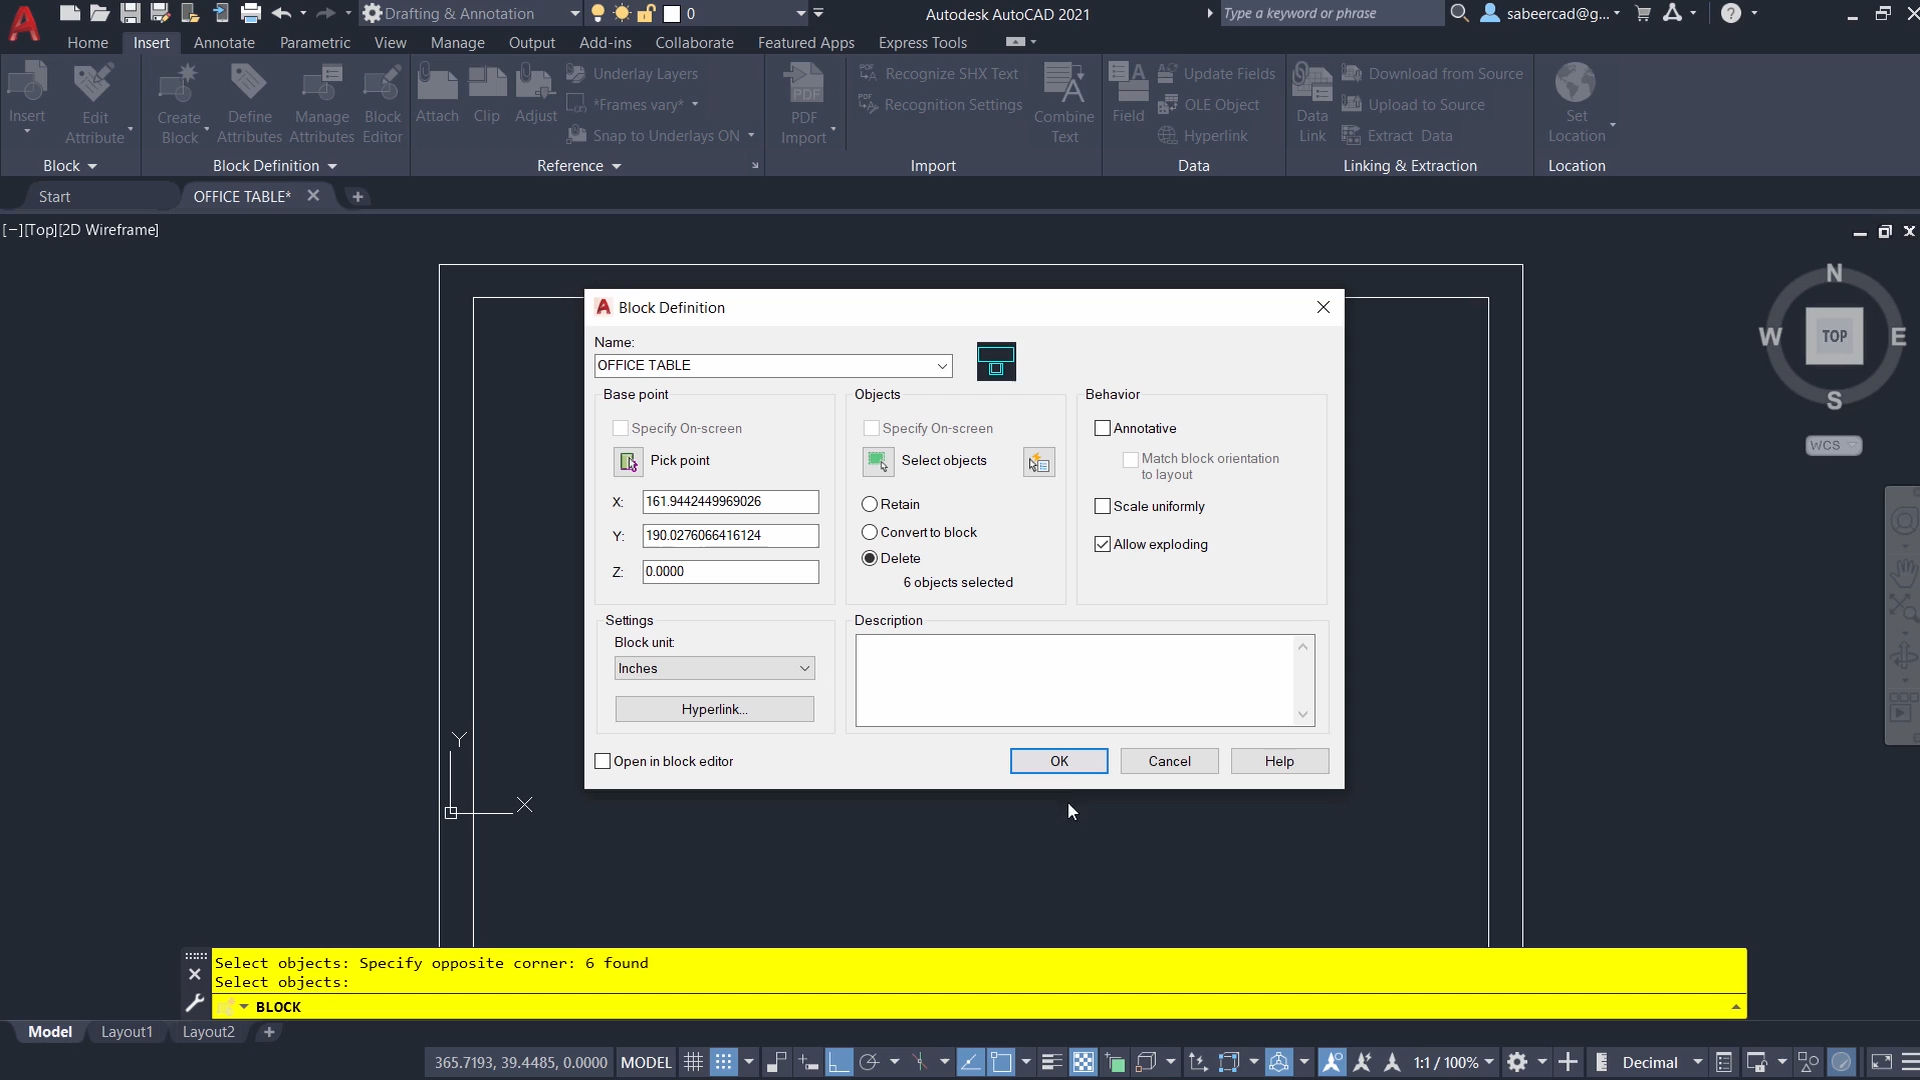 Drafting & Annotation
0
Autodesk AutoCAD 2021
Type a keyword or phrase
sabeercad@g...
Home Insert Annotate Parametric View Manage Output Add-ins Collaborate Featured Apps Express Tools
Insert
Edit Attribute
Create Block
Define Attributes
Manage Attributes
Block Editor
Attach
Clip
Adjust
Underlay Layers
*Frames vary*
Snap to Underlays ON
PDF Import
Recognize SHX Text
Recognition Settings
Combine Text
Field
Update Fields
OLE Object
Hyperlink
Data Link
Download from Source
Upload to Source
Extract Data
Set Location
Block Block Definition Reference Import Data Linking & Extraction Location
Start OFFICE TABLE*
[−][Top][2D Wireframe]
N
W TOP E
S
WCS
Block Definition
Name:
OFFICE TABLE
Base point
Specify On-screen
Pick point
X: 161.9442449969026
Y: 190.0276066416124
Z: 0.0000
Objects
Specify On-screen
Select objects
Retain
Convert to block
Delete
6 objects selected
Behavior
Annotative
Match block orientation
to layout
Scale uniformly
Allow exploding
Settings
Block unit:
Inches
Hyperlink...
Description
Open in block editor
OK Cancel Help
Y
X
Select objects: Specify opposite corner: 6 found
Select objects:
BLOCK
Model Layout1 Layout2
365.7193, 39.4485, 0.0000 MODEL 1:1 / 100% Decimal